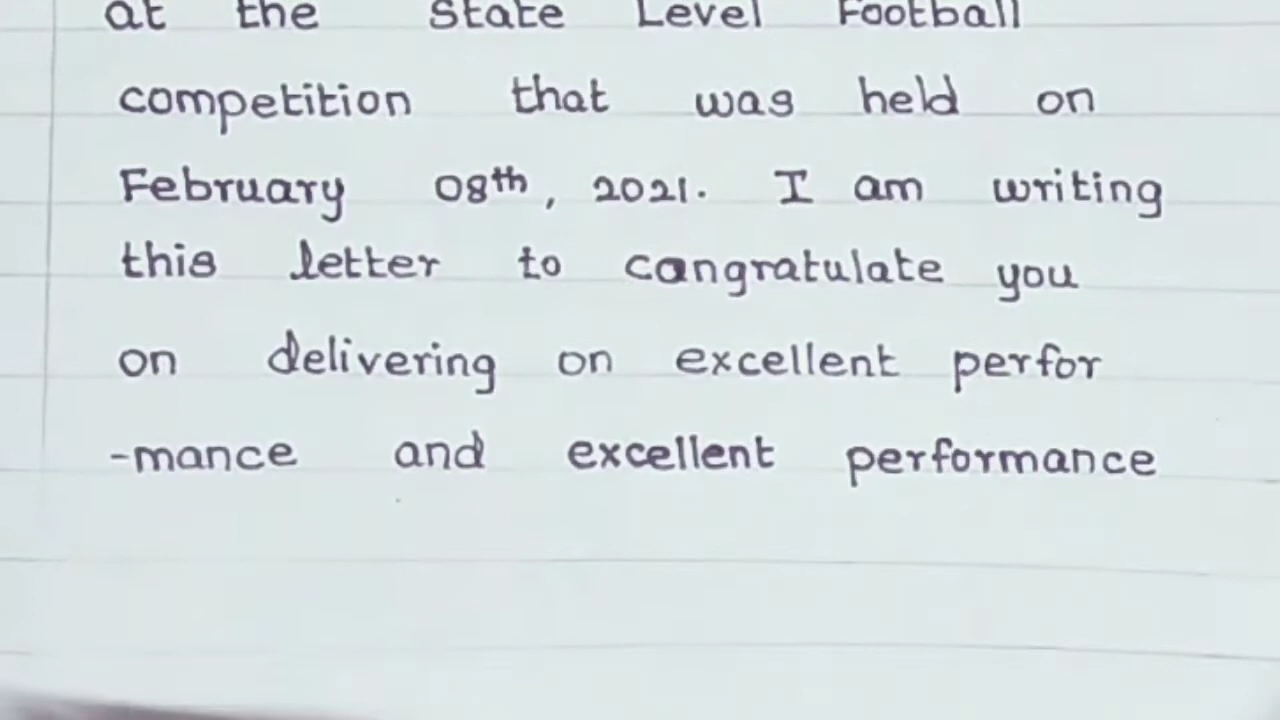 at the State Level Football
competition that was held on
February 08th, 2021. I am writing
this letter to cangratulate you
on delivering on excellent perfor
-mance and excellent performance